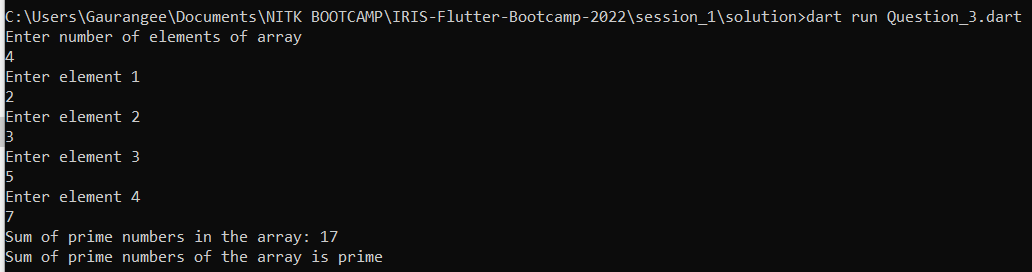 C:\Users\Gaurangee\Documents\NITK BOOTCAMP\IRIS-Flutter-Bootcamp-2022\session_1\solution>dart run Question_3.dart
Enter number of elements of array
4
Enter element 1
2
Enter element 2
3
Enter element 3
5
Enter element 4
7
Sum of prime numbers in the array: 17
Sum of prime numbers of the array is prime